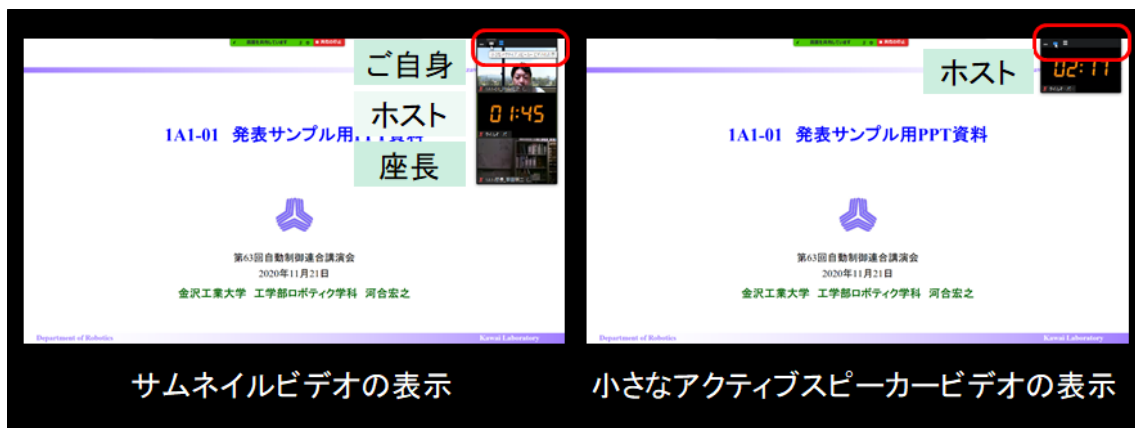 ご自身
ホスト
01:45
座長
1A1-01 発表サンプル用PPT資料
第63回自動制御連合講演会
2020年11月21日
金沢工業大学 工学部ロボティク学科 河合宏之
Department of Robotics
Kawai Laboratory
サムネイルビデオの表示
ホスト
02:11
1A1-01 発表サンプル用PPT資料
第63回自動制御連合講演会
2020年11月21日
金沢工業大学 工学部ロボティク学科 河合宏之
Department of Robotics
Kawai Laboratory
小さなアクティブスピーカービデオの表示